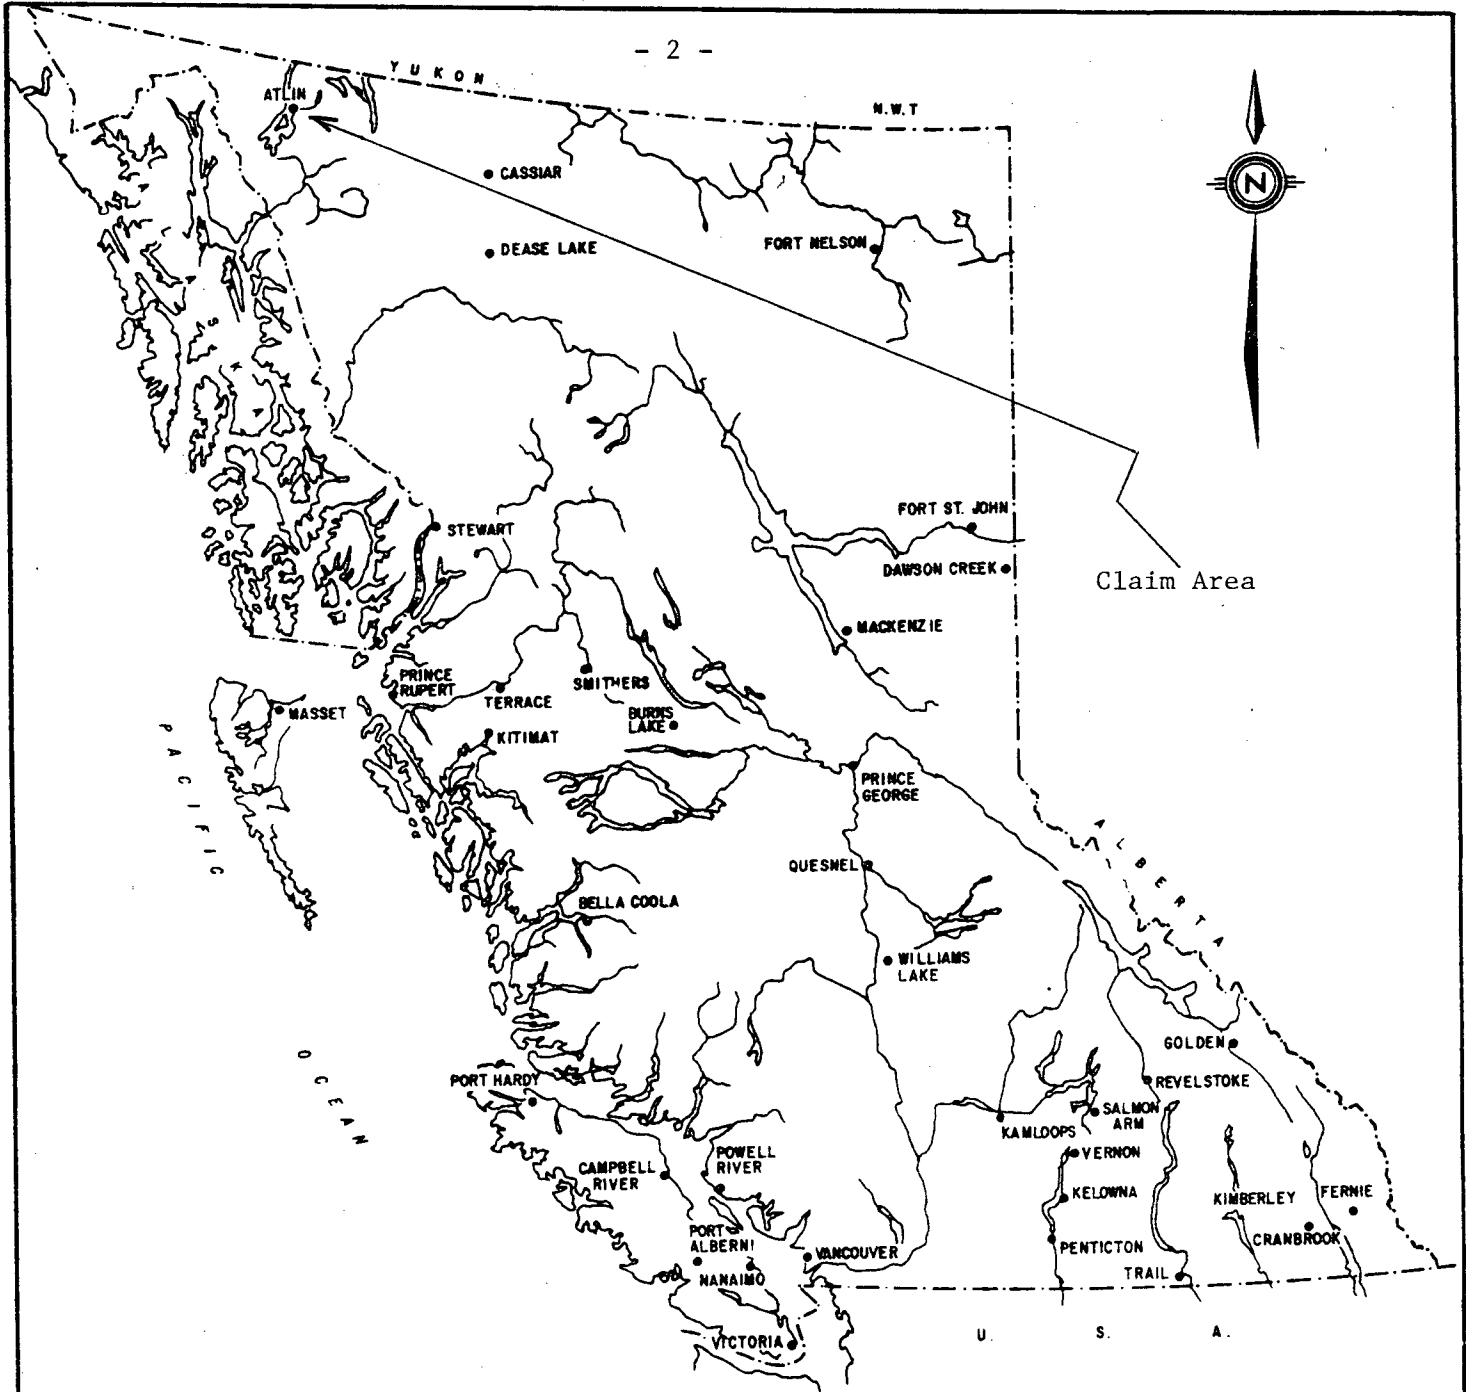 - 2 -
YUKON
N.W.T
ATLIN
N
CASSIAR
ALASKA
DEASE LAKE
FORT NELSON
STEWART
FORT ST. JOHN
DAWSON CREEK
Claim Area
MACKENZIE
PRINCE
RUPERT
TERRACE
SMITHERS
MASSET
BURNS
LAKE
KITIMAT
PACIFIC
PRINCE
GEORGE
ALBERTA
QUESNEL
BELLA COOLA
WILLIAMS
LAKE
OCEAN
GOLDEN
PORT HARDY
REVELSTOKE
SALMON
ARM
KAMLOOPS
POWELL
RIVER
VERNON
CAMPBELL
RIVER
KELOWNA
KIMBERLEY
FERNIE
PORT
ALBERNI
CRANBROOK
PENTICTON
VANCOUVER
NANAIMO
TRAIL
U. S. A.
VICTORIA